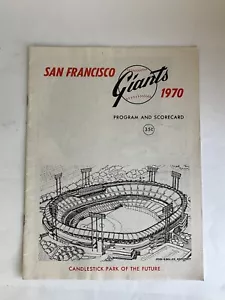 SAN FRANCISCO
Giants
1970
PROGRAM AND SCORECARD
25¢
CANDLESTICK PARK OF THE FUTURE